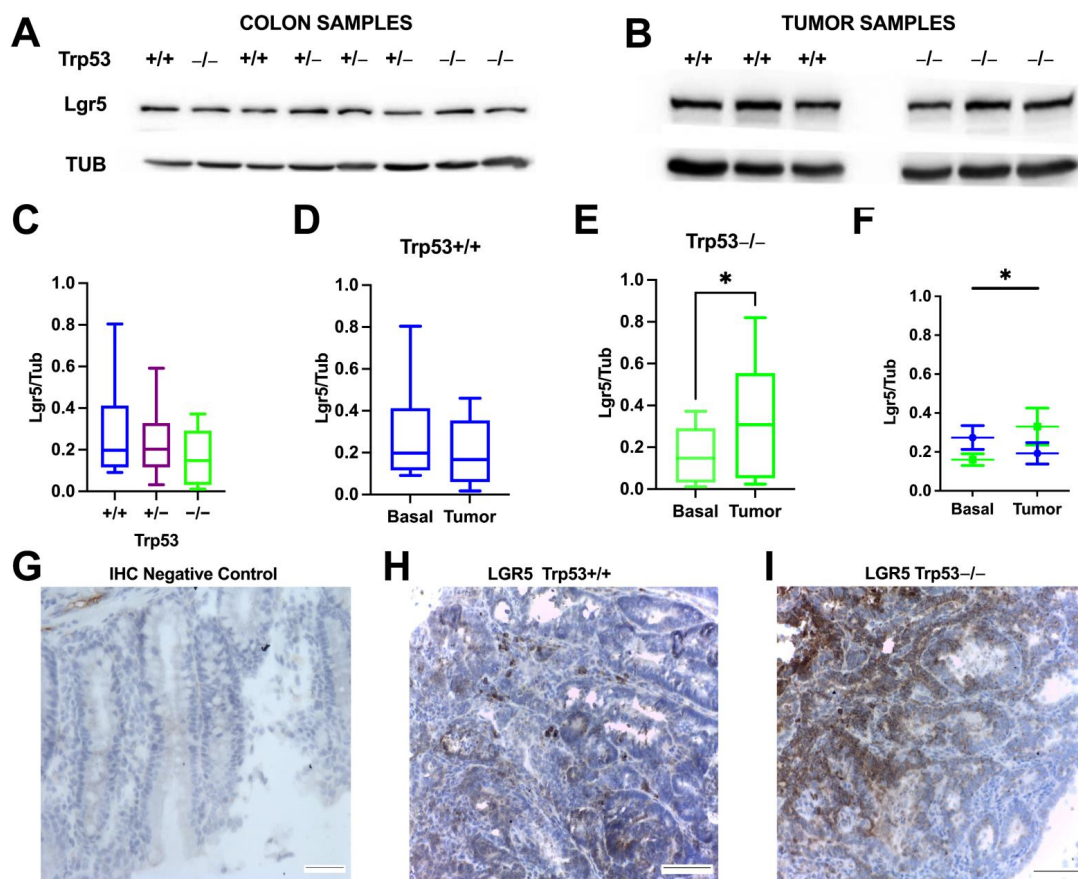 A
COLON SAMPLES
Trp53
+/+ –/– +/+ +/– +/– +/– –/– –/–
Lgr5
TUB
B
TUMOR SAMPLES
+/+ +/+ +/+ –/– –/– –/–
C
Lgr5/Tub
1.0
0.8
0.6
0.4
0.2
0.0
+/+ +/– –/–
Trp53
D
Trp53+/+
Lgr5/Tub
1.0
0.8
0.6
0.4
0.2
0.0
Basal Tumor
E
Trp53–/–
*
Lgr5/Tub
1.0
0.8
0.6
0.4
0.2
0.0
Basal Tumor
F
*
Lgr5/Tub
1.0
0.8
0.6
0.4
0.2
0.0
Basal Tumor
G
IHC Negative Control
H
LGR5 Trp53+/+
I
LGR5 Trp53–/–